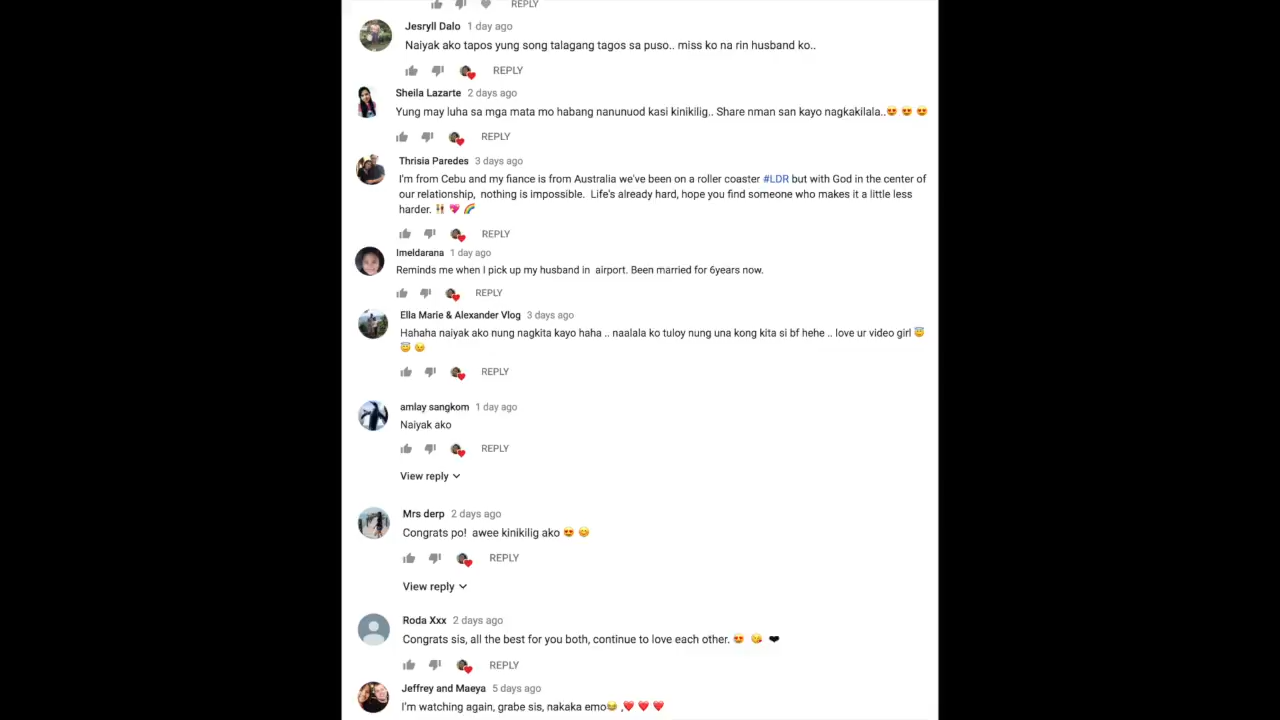 REPLY
Jesryll Dalo 1 day ago
Naiyak ako tapos yung song talagang tagos sa puso.. miss ko na rin husband ko..
REPLY
Sheila Lazarte 2 days ago
Yung may luha sa mga mata mo habang nanunuod kasi kinikilig.. Share nman san kayo nagkakilala..😍 😍 😍
REPLY
Thrisia Paredes 3 days ago
I'm from Cebu and my fiance is from Australia we've been on a roller coaster #LDR but with God in the center of
our relationship, nothing is impossible. Life's already hard, hope you find someone who makes it a little less
harder. 👫 💖 🌈
REPLY
Imeldarana 1 day ago
Reminds me when I pick up my husband in airport. Been married for 6years now.
REPLY
Ella Marie & Alexander Vlog 3 days ago
Hahaha naiyak ako nung nagkita kayo haha .. naalala ko tuloy nung una kong kita si bf hehe .. love ur video girl 😇
😇 😉
REPLY
amlay sangkom 1 day ago
Naiyak ako
REPLY
View reply
Mrs derp 2 days ago
Congrats po! awee kinikilig ako 😍 😊
REPLY
View reply
Roda Xxx 2 days ago
Congrats sis, all the best for you both, continue to love each other. 😍 😘 ❤
REPLY
Jeffrey and Maeya 5 days ago
I'm watching again, grabe sis, nakaka emo😂 ,❤️ ❤️ ❤️